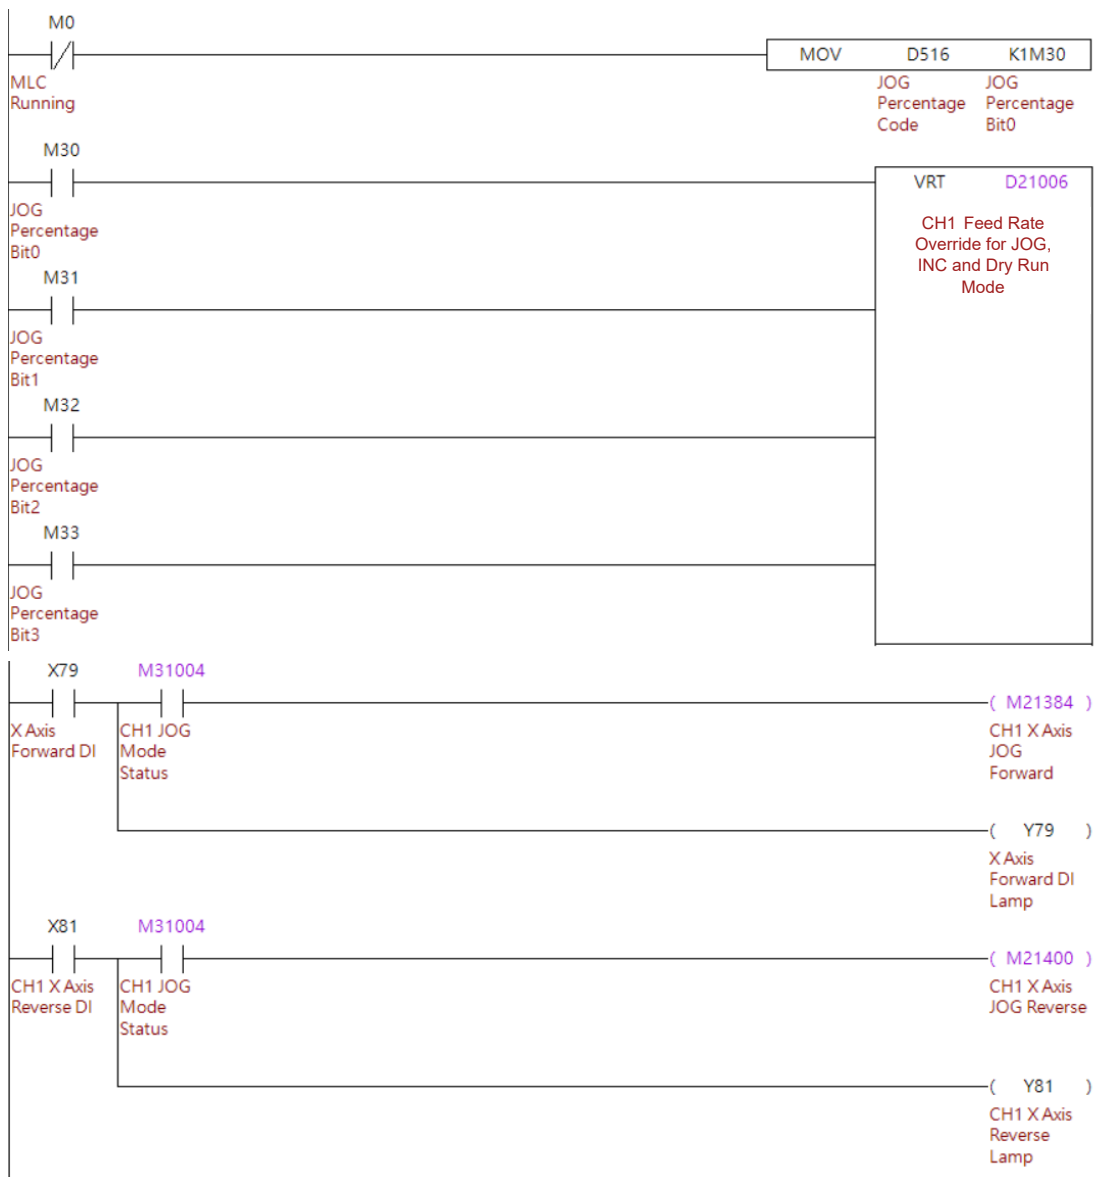 M0
MOV D516 K1M30
MLC
Running
JOG
Percentage
Code
JOG
Percentage
Bit0
M30
VRT D21006
JOG
Percentage
Bit0
CH1 Feed Rate
Override for JOG,
INC and Dry Run
Mode
M31
JOG
Percentage
Bit1
M32
JOG
Percentage
Bit2
M33
JOG
Percentage
Bit3
X79 M31004
( M21384 )
X Axis
Forward DI
CH1 JOG
Mode
Status
CH1 X Axis
JOG
Forward
( Y79 )
X Axis
Forward DI
Lamp
X81 M31004
( M21400 )
CH1 X Axis
Reverse DI
CH1 JOG
Mode
Status
CH1 X Axis
JOG Reverse
( Y81 )
CH1 X Axis
Reverse
Lamp